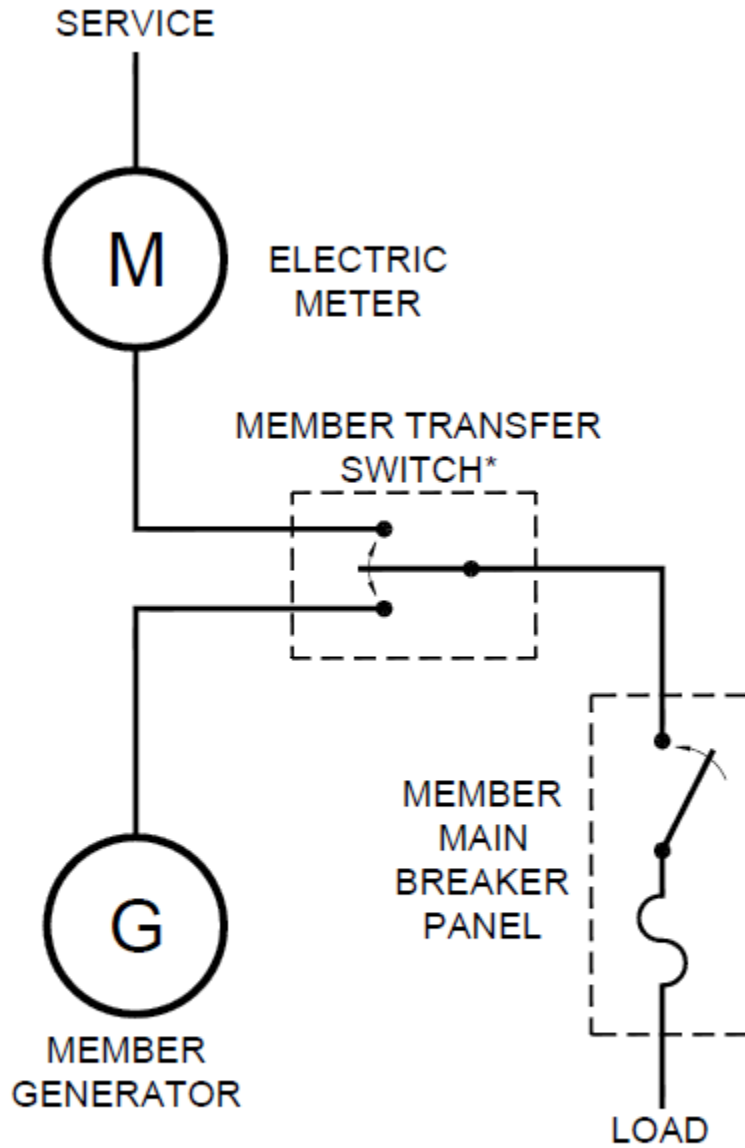 SERVICE
M
ELECTRIC
METER
MEMBER TRANSFER
SWITCH*
MEMBER
MAIN
BREAKER
PANEL
G
MEMBER
GENERATOR
LOAD